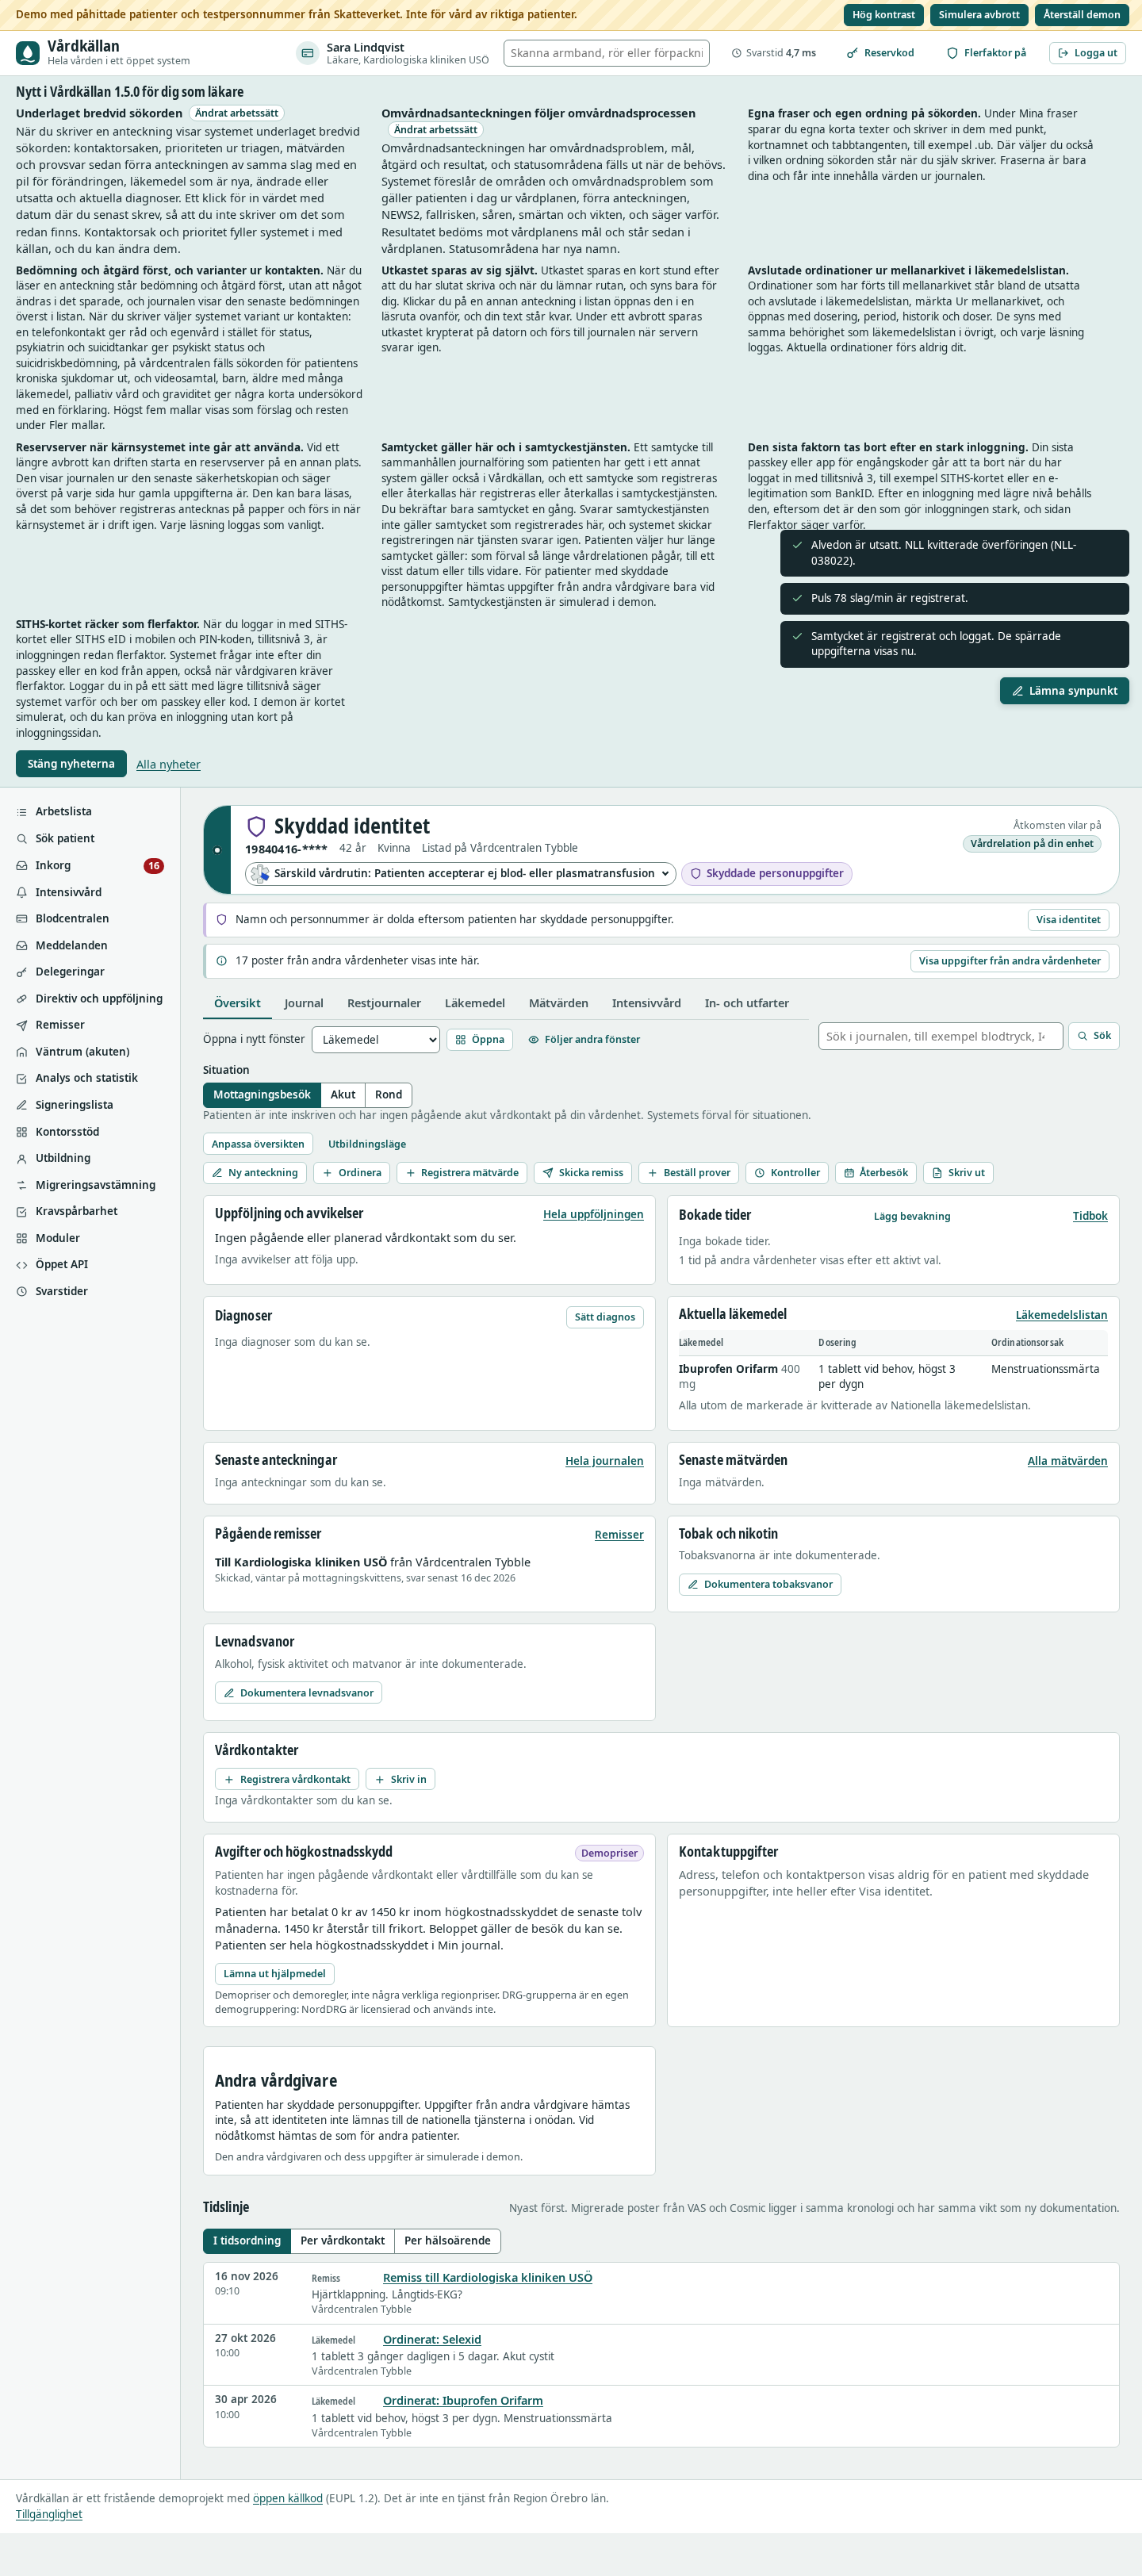 Demo med påhittade patienter och testpersonnummer från Skatteverket. Inte för vård av riktiga patienter.
Hög kontrast
Simulera avbrott
Återställ demon
Vårdkällan
Hela vården i ett öppet system
Sara Lindqvist
Läkare, Kardiologiska kliniken USÖ
Skanna armband, rör eller förpackni
Svarstid 4,7 ms
Reservkod
Flerfaktor på
Logga ut
Nytt i Vårdkällan 1.5.0 för dig som läkare
Underlaget bredvid sökorden Ändrat arbetssätt
När du skriver en anteckning visar systemet underlaget bredvid
sökorden: kontaktorsaken, prioriteten ur triagen, mätvärden
och provsvar sedan förra anteckningen av samma slag med en
pil för förändringen, läkemedel som är nya, ändrade eller
utsatta och aktuella diagnoser. Ett klick för in värdet med
datum där du senast skrev, så att du inte skriver om det som
redan finns. Kontaktorsak och prioritet fyller systemet i med
källan, och du kan ändra dem.
Omvårdnadsanteckningen följer omvårdnadsprocessen
Ändrat arbetssätt
Omvårdnadsanteckningen har omvårdnadsproblem, mål,
åtgärd och resultat, och statusområdena fälls ut när de behövs.
Systemet föreslår de områden och omvårdnadsproblem som
gäller patienten i dag ur vårdplanen, förra anteckningen,
NEWS2, fallrisken, såren, smärtan och vikten, och säger varför.
Resultatet bedöms mot vårdplanens mål och står sedan i
vårdplanen. Statusområdena har nya namn.
Egna fraser och egen ordning på sökorden. Under Mina fraser
sparar du egna korta texter och skriver in dem med punkt,
kortnamnet och tabbtangenten, till exempel .ub. Där väljer du också
i vilken ordning sökorden står när du själv skriver. Fraserna är bara
dina och får inte innehålla värden ur journalen.
Bedömning och åtgärd först, och varianter ur kontakten. När du
läser en anteckning står bedömning och åtgärd först, utan att något
ändras i det sparade, och journalen visar den senaste bedömningen
överst i listan. När du skriver väljer systemet variant ur kontakten:
en telefonkontakt ger råd och egenvård i stället för status,
psykiatrin och suicidtankar ger psykiskt status och
suicidriskbedömning, på vårdcentralen fälls sökorden för patientens
kroniska sjukdomar ut, och videosamtal, barn, äldre med många
läkemedel, palliativ vård och graviditet ger några korta undersökord
med en förklaring. Högst fem mallar visas som förslag och resten
under Fler mallar.
Utkastet sparas av sig självt. Utkastet sparas en kort stund efter
att du har slutat skriva och när du lämnar rutan, och syns bara för
dig. Klickar du på en annan anteckning i listan öppnas den i en
läsruta ovanför, och din text står kvar. Under ett avbrott sparas
utkastet krypterat på datorn och förs till journalen när servern
svarar igen.
Avslutade ordinationer ur mellanarkivet i läkemedelslistan.
Ordinationer som har förts till mellanarkivet står bland de utsatta
och avslutade i läkemedelslistan, märkta Ur mellanarkivet, och
öppnas med dosering, period, historik och doser. De syns med
samma behörighet som läkemedelslistan i övrigt, och varje läsning
loggas. Aktuella ordinationer förs aldrig dit.
Reservserver när kärnsystemet inte går att använda. Vid ett
längre avbrott kan driften starta en reservserver på en annan plats.
Den visar journalen ur den senaste säkerhetskopian och säger
överst på varje sida hur gamla uppgifterna är. Den kan bara läsas,
så det som behöver registreras antecknas på papper och förs in när
kärnsystemet är i drift igen. Varje läsning loggas som vanligt.
Samtycket gäller här och i samtyckestjänsten. Ett samtycke till
sammanhållen journalföring som patienten har gett i ett annat
system gäller också i Vårdkällan, och ett samtycke som registreras
eller återkallas här registreras eller återkallas i samtyckestjänsten.
Du bekräftar bara samtycket en gång. Svarar samtyckestjänsten
inte gäller samtycket som registrerades här, och systemet skickar
registreringen när tjänsten svarar igen. Patienten väljer hur länge
samtycket gäller: som förval så länge vårdrelationen pågår, till ett
visst datum eller tills vidare. För patienter med skyddade
personuppgifter hämtas uppgifter från andra vårdgivare bara vid
nödåtkomst. Samtyckestjänsten är simulerad i demon.
Den sista faktorn tas bort efter en stark inloggning. Din sista
passkey eller app för engångskoder går att ta bort när du har
loggat in med tillitsnivå 3, till exempel SITHS-kortet eller en e-
legitimation som BankID. Efter en inloggning med lägre nivå behålls
den, eftersom det är den som gör inloggningen stark, och sidan
Flerfaktor säger varför.
Alvedon är utsatt. NLL kvitterade överföringen (NLL-
038022).
Puls 78 slag/min är registrerat.
Samtycket är registrerat och loggat. De spärrade
uppgifterna visas nu.
Lämna synpunkt
SITHS-kortet räcker som flerfaktor. När du loggar in med SITHS-
kortet eller SITHS eID i mobilen och PIN-koden, tillitsnivå 3, är
inloggningen redan flerfaktor. Systemet frågar inte efter din
passkey eller en kod från appen, också när vårdgivaren kräver
flerfaktor. Loggar du in på ett sätt med lägre tillitsnivå säger
systemet varför och ber om passkey eller kod. I demon är kortet
simulerat, och du kan pröva en inloggning utan kort på
inloggningssidan.
Stäng nyheterna
Alla nyheter
Arbetslista
Sök patient
Inkorg 16
Intensivvård
Blodcentralen
Meddelanden
Delegeringar
Direktiv och uppföljning
Remisser
Väntrum (akuten)
Analys och statistik
Signeringslista
Kontorsstöd
Utbildning
Migreringsavstämning
Kravspårbarhet
Moduler
Öppet API
Svarstider
Skyddad identitet
19840416-**** 42 år Kvinna Listad på Vårdcentralen Tybble
Särskild vårdrutin: Patienten accepterar ej blod- eller plasmatransfusion
Skyddade personuppgifter
Åtkomsten vilar på
Vårdrelation på din enhet
Namn och personnummer är dolda eftersom patienten har skyddade personuppgifter.
Visa identitet
17 poster från andra vårdenheter visas inte här.
Visa uppgifter från andra vårdenheter
Översikt
Journal
Restjournaler
Läkemedel
Mätvärden
Intensivvård
In- och utfarter
Öppna i nytt fönster
Läkemedel
Öppna
Följer andra fönster
Sök i journalen, till exempel blodtryck, I
Sök
Situation
Mottagningsbesök
Akut
Rond
Patienten är inte inskriven och har ingen pågående akut vårdkontakt på din vårdenhet. Systemets förval för situationen.
Anpassa översikten
Utbildningsläge
Ny anteckning
Ordinera
Registrera mätvärde
Skicka remiss
Beställ prover
Kontroller
Återbesök
Skriv ut
Uppföljning och avvikelser
Hela uppföljningen
Ingen pågående eller planerad vårdkontakt som du ser.
Inga avvikelser att följa upp.
Bokade tider
Lägg bevakning
Tidbok
Inga bokade tider.
1 tid på andra vårdenheter visas efter ett aktivt val.
Diagnoser
Sätt diagnos
Inga diagnoser som du kan se.
Aktuella läkemedel
Läkemedelslistan
Läkemedel Dosering Ordinationsorsak
Ibuprofen Orifarm 400 mg
1 tablett vid behov, högst 3 per dygn
Menstruationssmärta
Alla utom de markerade är kvitterade av Nationella läkemedelslistan.
Senaste anteckningar
Hela journalen
Inga anteckningar som du kan se.
Senaste mätvärden
Alla mätvärden
Inga mätvärden.
Pågående remisser
Remisser
Till Kardiologiska kliniken USÖ från Vårdcentralen Tybble
Skickad, väntar på mottagningskvittens, svar senast 16 dec 2026
Tobak och nikotin
Tobaksvanorna är inte dokumenterade.
Dokumentera tobaksvanor
Levnadsvanor
Alkohol, fysisk aktivitet och matvanor är inte dokumenterade.
Dokumentera levnadsvanor
Vårdkontakter
Registrera vårdkontakt
Skriv in
Inga vårdkontakter som du kan se.
Avgifter och högkostnadsskydd
Demopriser
Patienten har ingen pågående vårdkontakt eller vårdtillfälle som du kan se
kostnaderna för.
Patienten har betalat 0 kr av 1450 kr inom högkostnadsskyddet de senaste tolv
månaderna. 1450 kr återstår till frikort. Beloppet gäller de besök du kan se.
Patienten ser hela högkostnadsskyddet i Min journal.
Lämna ut hjälpmedel
Demopriser och demoregler, inte några verkliga regionpriser. DRG-grupperna är en egen
demogruppering: NordDRG är licensierad och används inte.
Kontaktuppgifter
Adress, telefon och kontaktperson visas aldrig för en patient med skyddade
personuppgifter, inte heller efter Visa identitet.
Andra vårdgivare
Patienten har skyddade personuppgifter. Uppgifter från andra vårdgivare hämtas
inte, så att identiteten inte lämnas till de nationella tjänsterna i onödan. Vid
nödåtkomst hämtas de som för andra patienter.
Den andra vårdgivaren och dess uppgifter är simulerade i demon.
Tidslinje
Nyast först. Migrerade poster från VAS och Cosmic ligger i samma kronologi och har samma vikt som ny dokumentation.
I tidsordning
Per vårdkontakt
Per hälsoärende
16 nov 2026
09:10
Remiss
Remiss till Kardiologiska kliniken USÖ
Hjärtklappning. Långtids-EKG?
Vårdcentralen Tybble
27 okt 2026
10:00
Läkemedel
Ordinerat: Selexid
1 tablett 3 gånger dagligen i 5 dagar. Akut cystit
Vårdcentralen Tybble
30 apr 2026
10:00
Läkemedel
Ordinerat: Ibuprofen Orifarm
1 tablett vid behov, högst 3 per dygn. Menstruationssmärta
Vårdcentralen Tybble
Vårdkällan är ett fristående demoprojekt med öppen källkod (EUPL 1.2). Det är inte en tjänst från Region Örebro län.
Tillgänglighet